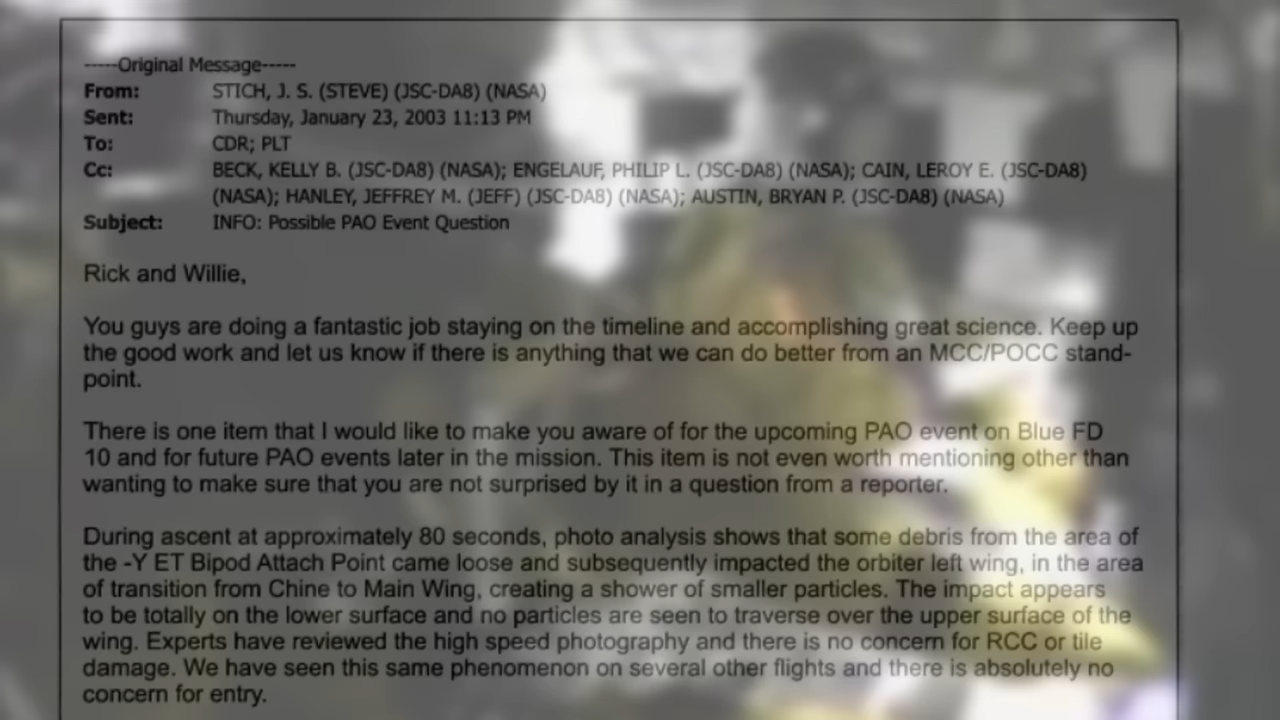 -----Original Message-----
From: STICH, J. S. (STEVE) (JSC-DA8) (NASA)
Sent: Thursday, January 23, 2003 11:13 PM
To: CDR; PLT
Cc: BECK, KELLY B. (JSC-DA8) (NASA); ENGELAUF, PHILIP L. (JSC-DA8) (NASA); CAIN, LEROY E. (JSC-DA8)
(NASA); HANLEY, JEFFREY M. (JEFF) (JSC-DA8) (NASA); AUSTIN, BRYAN P. (JSC-DA8) (NASA)
Subject: INFO: Possible PAO Event Question
Rick and Willie,
You guys are doing a fantastic job staying on the timeline and accomplishing great science. Keep up
the good work and let us know if there is anything that we can do better from an MCC/POCC stand-
point.
There is one item that I would like to make you aware of for the upcoming PAO event on Blue FD
10 and for future PAO events later in the mission. This item is not even worth mentioning other than
wanting to make sure that you are not surprised by it in a question from a reporter.
During ascent at approximately 80 seconds, photo analysis shows that some debris from the area of
the -Y ET Bipod Attach Point came loose and subsequently impacted the orbiter left wing, in the area
of transition from Chine to Main Wing, creating a shower of smaller particles. The impact appears
to be totally on the lower surface and no particles are seen to traverse over the upper surface of the
wing. Experts have reviewed the high speed photography and there is no concern for RCC or tile
damage. We have seen this same phenomenon on several other flights and there is absolutely no
concern for entry.